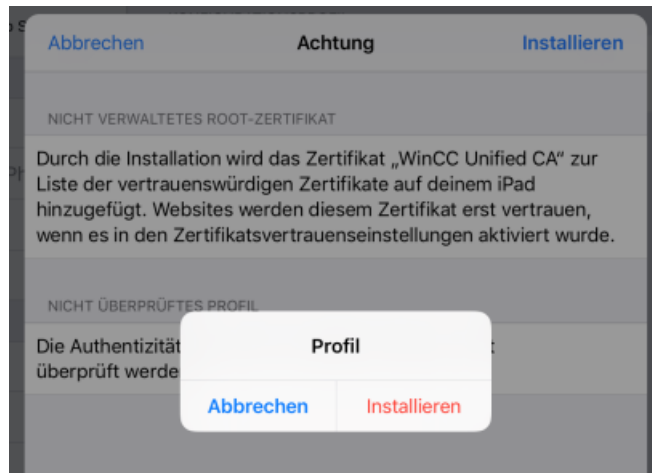 Abbrechen Achtung Installieren
NICHT VERWALTETES ROOT-ZERTIFIKAT
Durch die Installation wird das Zertifikat „WinCC Unified CA“ zur
Liste der vertrauenswürdigen Zertifikate auf deinem iPad
hinzugefügt. Websites werden diesem Zertifikat erst vertrauen,
wenn es in den Zertifikatsvertrauenseinstellungen aktiviert wurde.
NICHT ÜBERPRÜFTES PROFIL
Die Authentizität
überprüft werde
Profil
Abbrechen Installieren